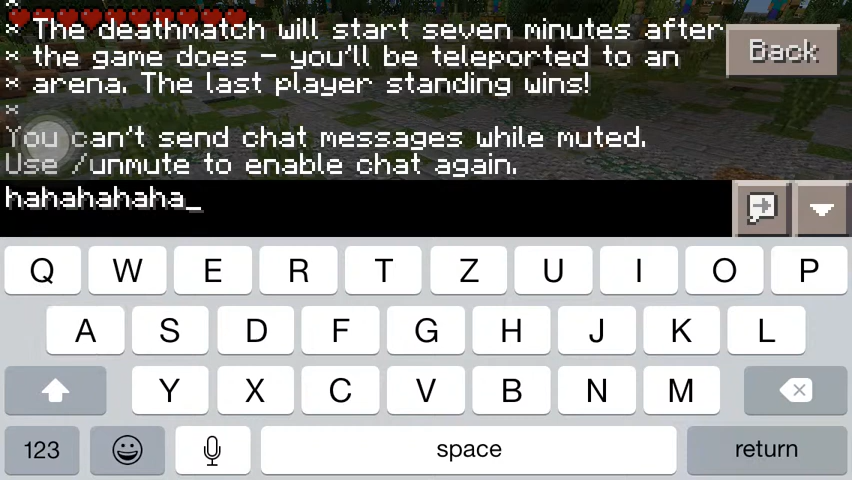 × The deathmatch will start seven minutes after
× the game does – you'll be teleported to an
× arena. The last player standing wins!
×
You can't send chat messages while muted.
Use /unmute to enable chat again.
Back
hahahahaha_
Q W E R T Z U I O P
A S D F G H J K L
Y X C V B N M
123 space return